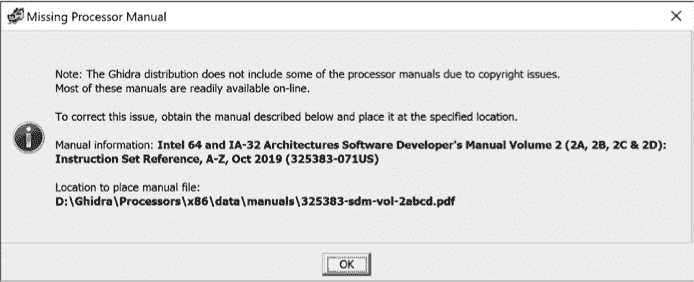 Missing Processor Manual
Note: The Ghidra distribution does not include some of the processor manuals due to copyright issues.
Most of these manuals are readily available on-line.
To correct this issue, obtain the manual described below and place it at the specified location.
Manual information: Intel 64 and IA-32 Architectures Software Developer's Manual Volume 2 (2A, 2B, 2C & 2D):
Instruction Set Reference, A-Z, Oct 2019 (325383-071US)
Location to place manual file:
D:\Ghidra\Processors\x86\data\manuals\325383-sdm-vol-2abcd.pdf
OK